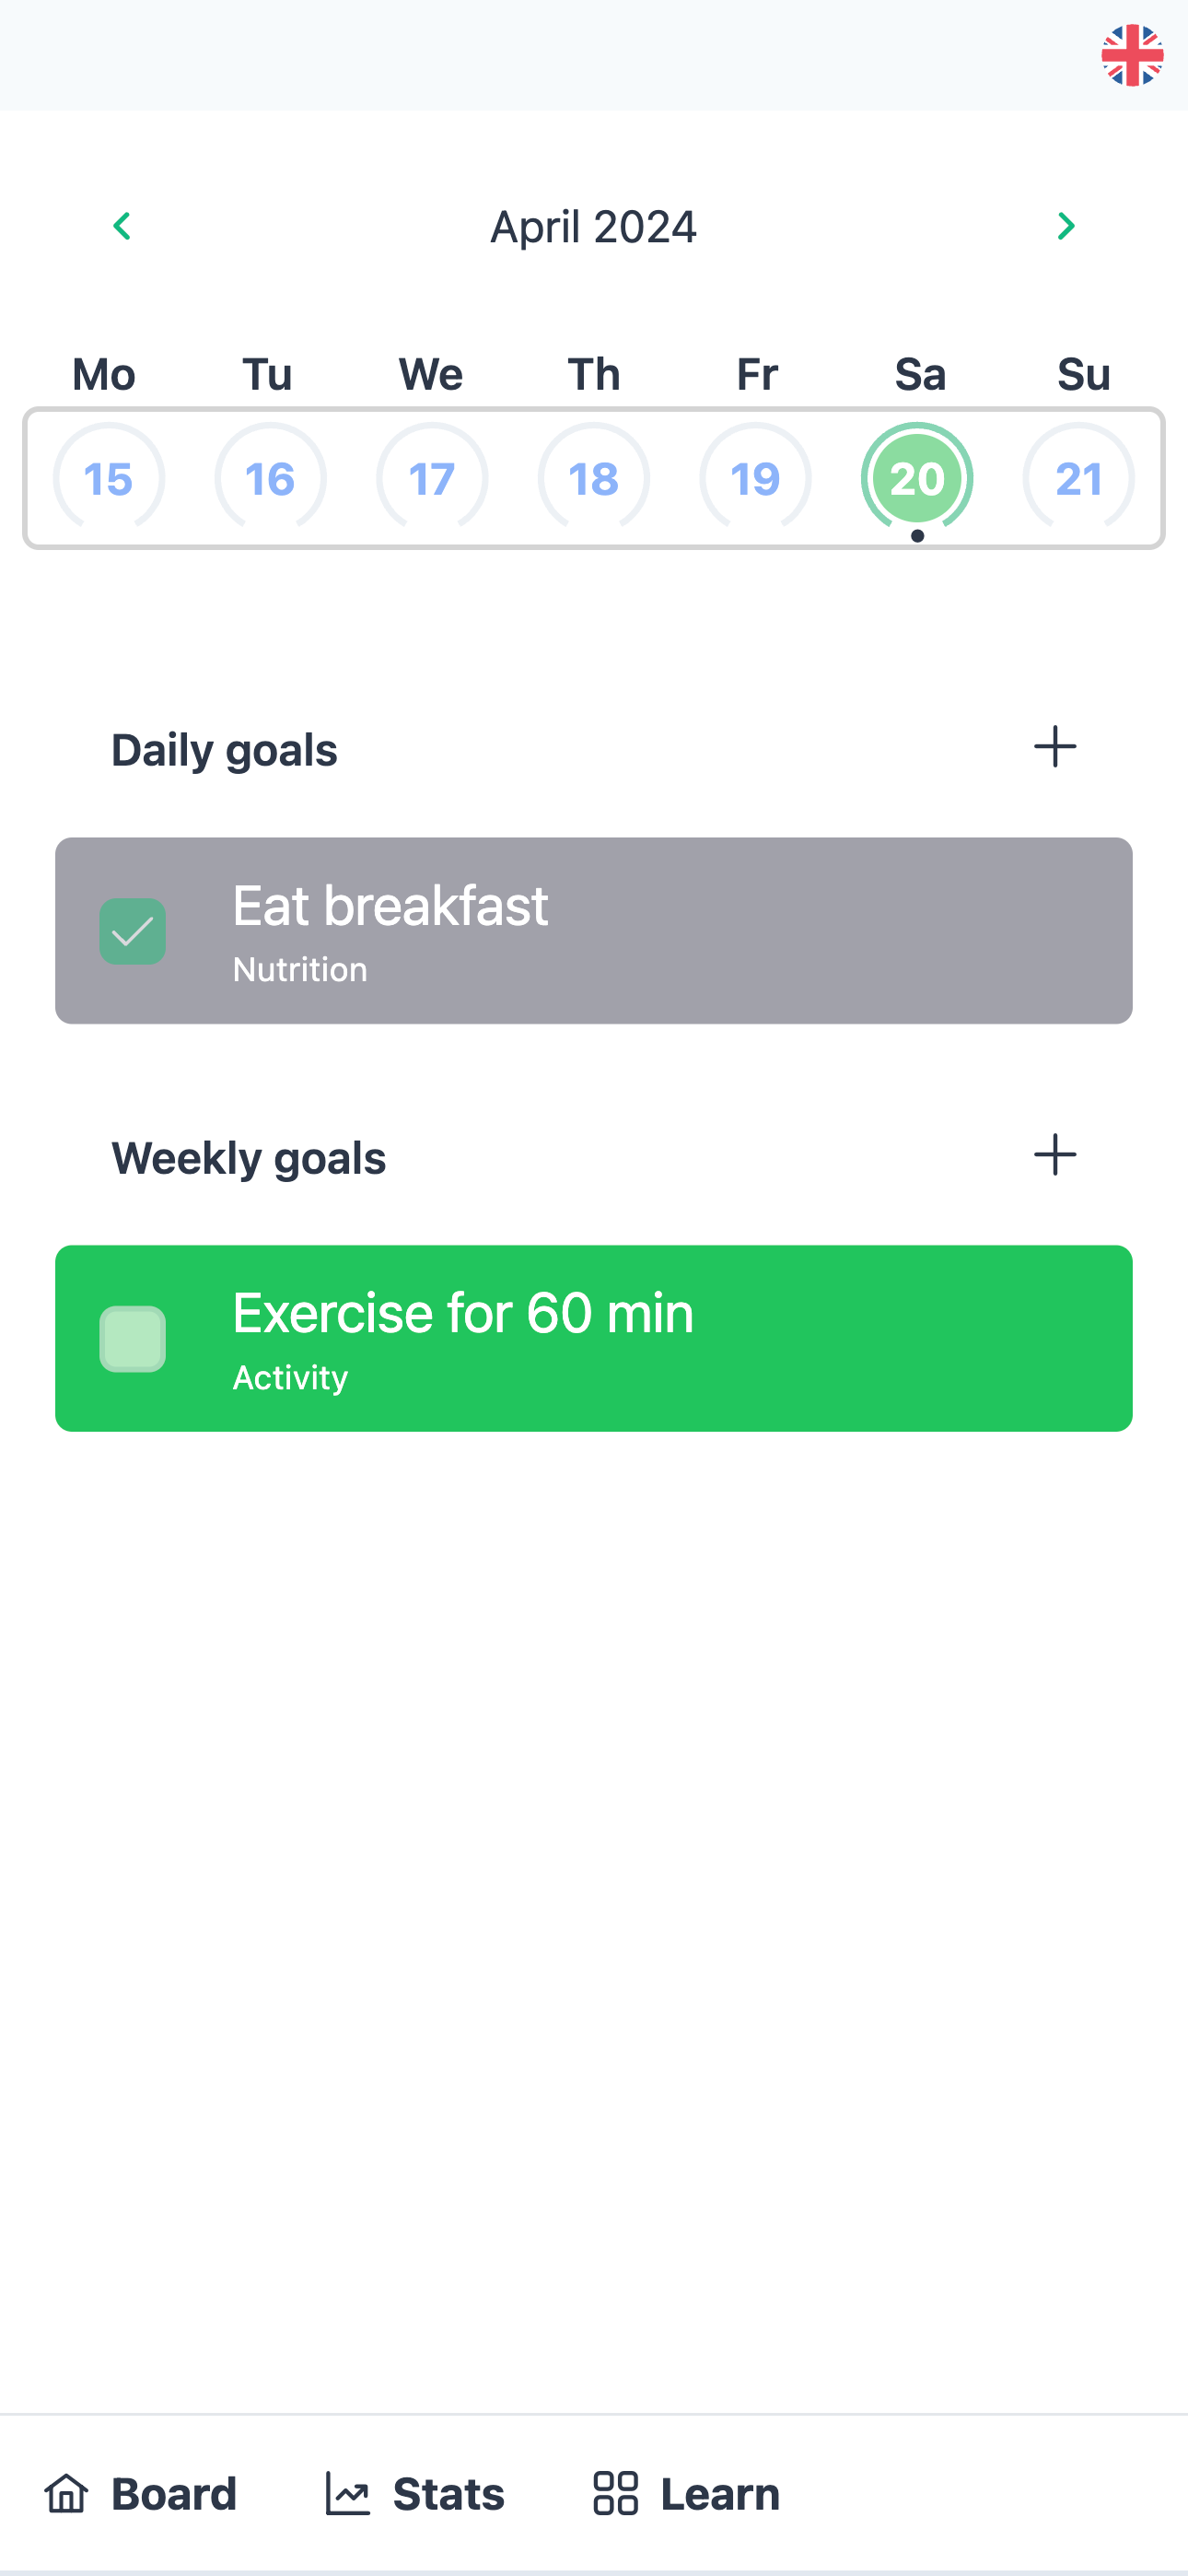 April 2024
Mo Tu We Th Fr Sa Su
15 16 17 18 19 20 21
Daily goals
Eat breakfast
Nutrition
Weekly goals
Exercise for 60 min
Activity
Board Stats Learn